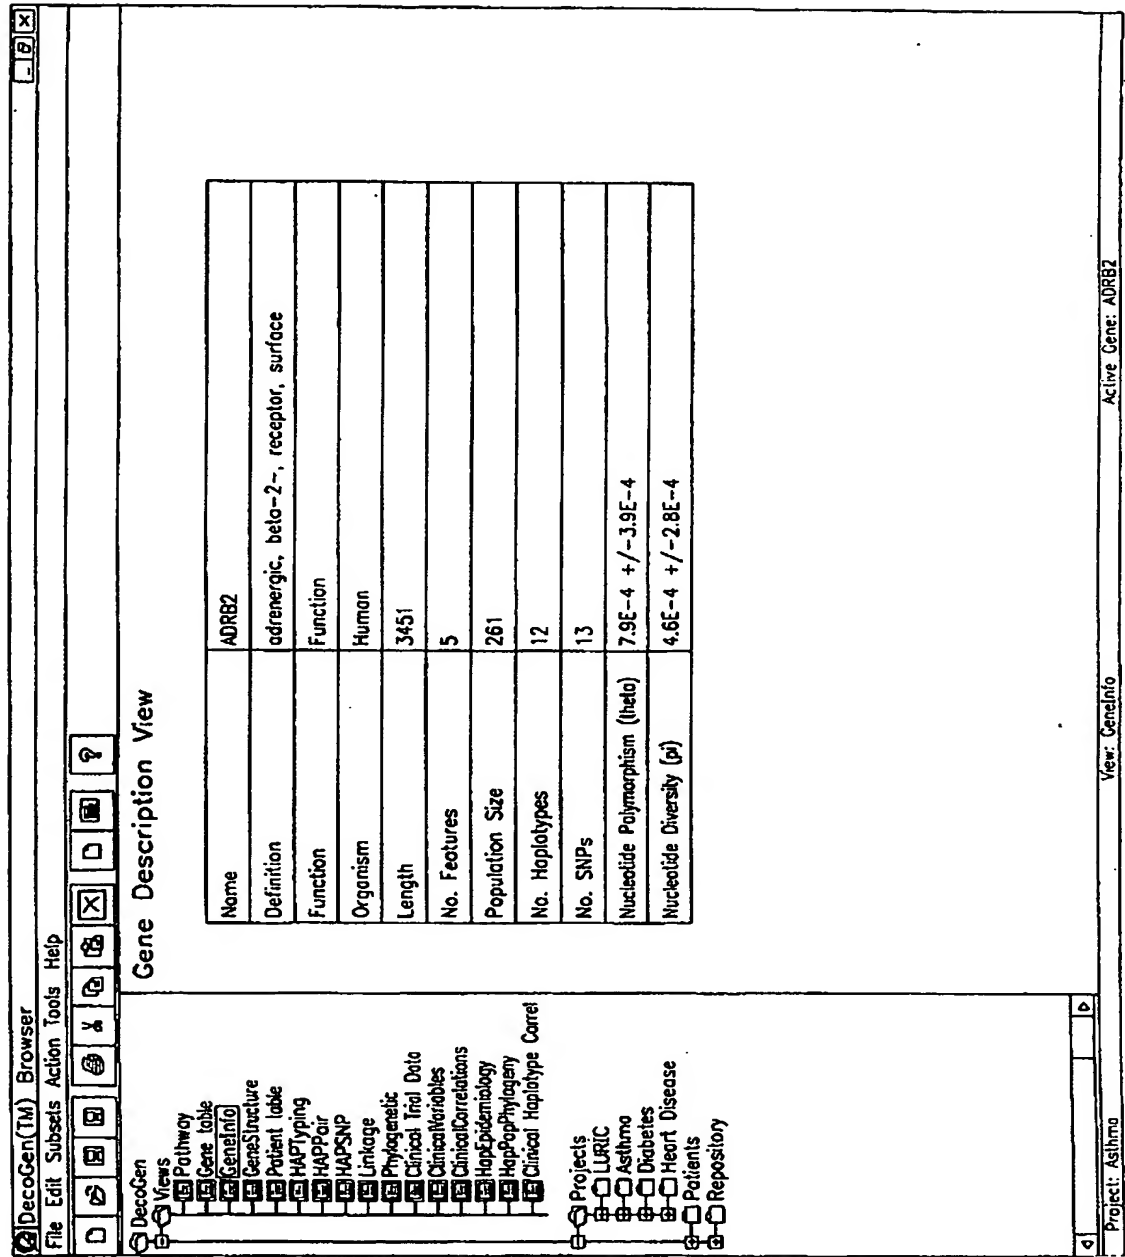 DecoGen(TM) Browser
File Edit Subsets Action Tools Help
?
DecoGen
Views
Pathway
Gene table
GeneInfo
GeneStructure
Patient table
HAPTyping
HAPPair
HAPSNP
Linkage
Phylogenetic
Clinical Trial Data
ClinicalVariables
ClinicalCorrelations
HapEpidemiology
HapPopPhylogeny
Clinical Haplotype Correl
Projects
LURIC
Asthma
Diabetes
Heart Disease
Patients
Repository
Gene Description View
Name ADRB2
Definition adrenergic, beta-2-, receptor, surface
Function Function
Organism Human
Length 3451
No. Features 5
Population Size 261
No. Haplotypes 12
No. SNPs 13
Nucleotide Polymorphism (theta) 7.9E-4 +/-3.9E-4
Nucleotide Diversity (pi) 4.6E-4 +/-2.8E-4
Project: Asthma View: GeneInfo Active Gene: ADRB2